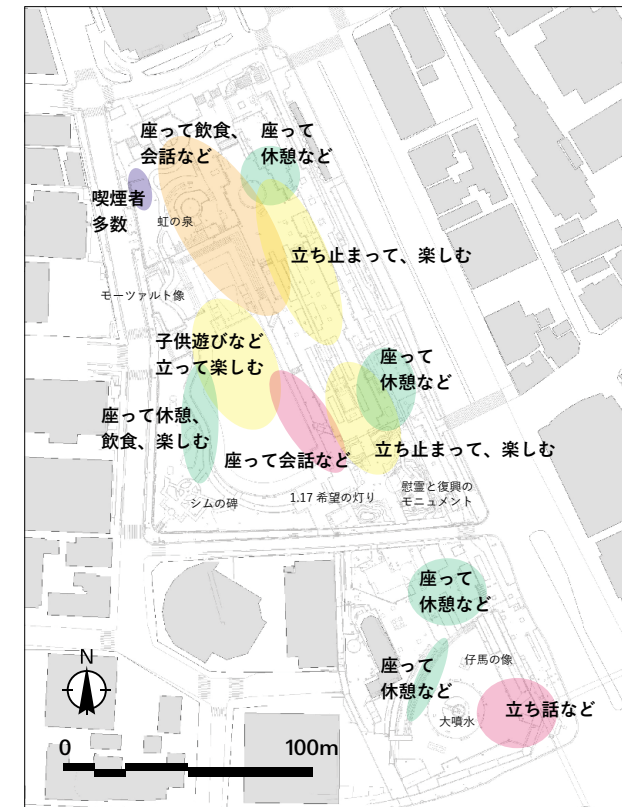 座って飲食、
会話など
座って
休憩など
喫煙者
多数
虹の泉
立ち止まって、楽しむ
モーツァルト像
子供遊びなど
立って楽しむ
座って
休憩など
座って休憩、
飲食、楽しむ
座って会話など
立ち止まって、楽しむ
シムの碑
1.17 希望の灯り
慰霊と復興の
モニュメント
座って
休憩など
座って
休憩など
仔馬の像
大噴水
立ち話など
N
0
100m